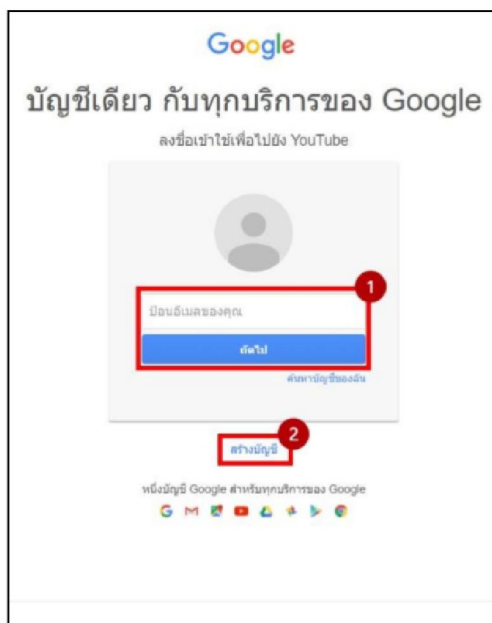 Google
บัญชีเดียว กับทุกบริการของ Google
ลงชื่อเข้าใช้เพื่อไปยัง YouTube
1
ป้อนอีเมลของคุณ
ถัดไป
ค้นหาบัญชีของฉัน
2
สร้างบัญชี
หนึ่งบัญชี Google สำหรับทุกบริการของ Google